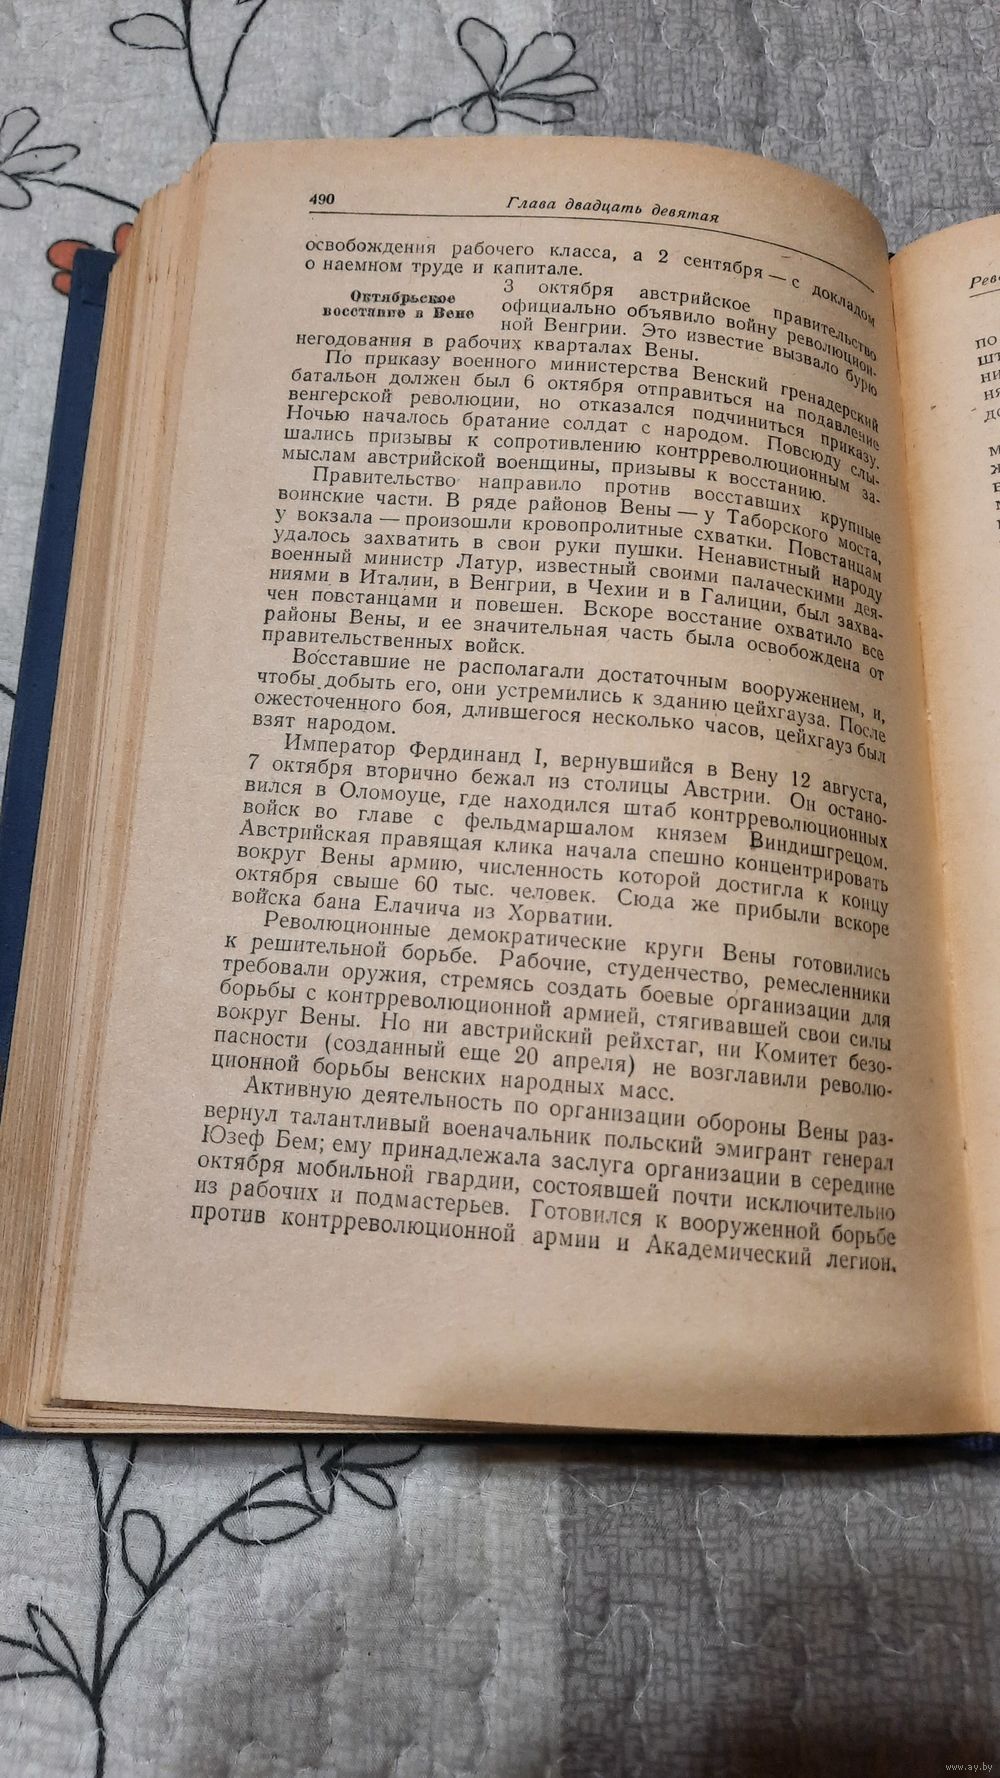 490
Глава двадцать девятая
освобождения рабочего класса, а 2 сентября — с докладом
о наемном труде и капитале.
Октябрьское
восстание в Вене
3 октября австрийское правительство
официально объявило войну революцион-
ной Венгрии. Это известие вызвало бурю
негодования в рабочих кварталах Вены.
По приказу военного министерства Венский гренадерский
батальон должен был 6 октября отправиться на подавление
венгерской революции, но отказался подчиниться приказу.
Ночью началось братание солдат с народом. Повсюду слы-
шались призывы к сопротивлению контрреволюционным за-
мыслам австрийской военщины, призывы к восстанию.
Правительство направило против восставших крупные
воинские части. В ряде районов Вены — у Таборского моста,
у вокзала — произошли кровопролитные схватки. Повстанцам
удалось захватить в свои руки пушки. Ненавистный народу
военный министр Латур, известный своими палаческими дея-
ниями в Италии, в Венгрии, в Чехии и в Галиции, был захва-
чен повстанцами и повешен. Вскоре восстание охватило все
районы Вены, и ее значительная часть была освобождена от
правительственных войск.
Восставшие не располагали достаточным вооружением, и,
чтобы добыть его, они устремились к зданию цейхгауза. После
ожесточенного боя, длившегося несколько часов, цейхгауз был
взят народом.
Император Фердинанд I, вернувшийся в Вену 12 августа,
7 октября вторично бежал из столицы Австрии. Он остано-
вился в Оломоуце, где находился штаб контрреволюционных
войск во главе с фельдмаршалом князем Виндишгрецом.
Австрийская правящая клика начала спешно концентрировать
вокруг Вены армию, численность которой достигла к концу
октября свыше 60 тыс. человек. Сюда же прибыли вскоре
войска бана Елачича из Хорватии.
Революционные демократические круги Вены готовились
к решительной борьбе. Рабочие, студенчество, ремесленники
требовали оружия, стремясь создать боевые организации для
борьбы с контрреволюционной армией, стягивавшей свои силы
вокруг Вены. Но ни австрийский рейхстаг, ни Комитет безо-
пасности (созданный еще 20 апреля) не возглавили револю-
ционной борьбы венских народных масс.
Активную деятельность по организации обороны Вены раз-
вернул талантливый военачальник польский эмигрант генерал
Юзеф Бем; ему принадлежала заслуга организации в середине
октября мобильной гвардии, состоявшей почти исключительно
из рабочих и подмастерьев. Готовился к вооруженной борьбе
против контрреволюционной армии и Академический легион.
www.ay.by